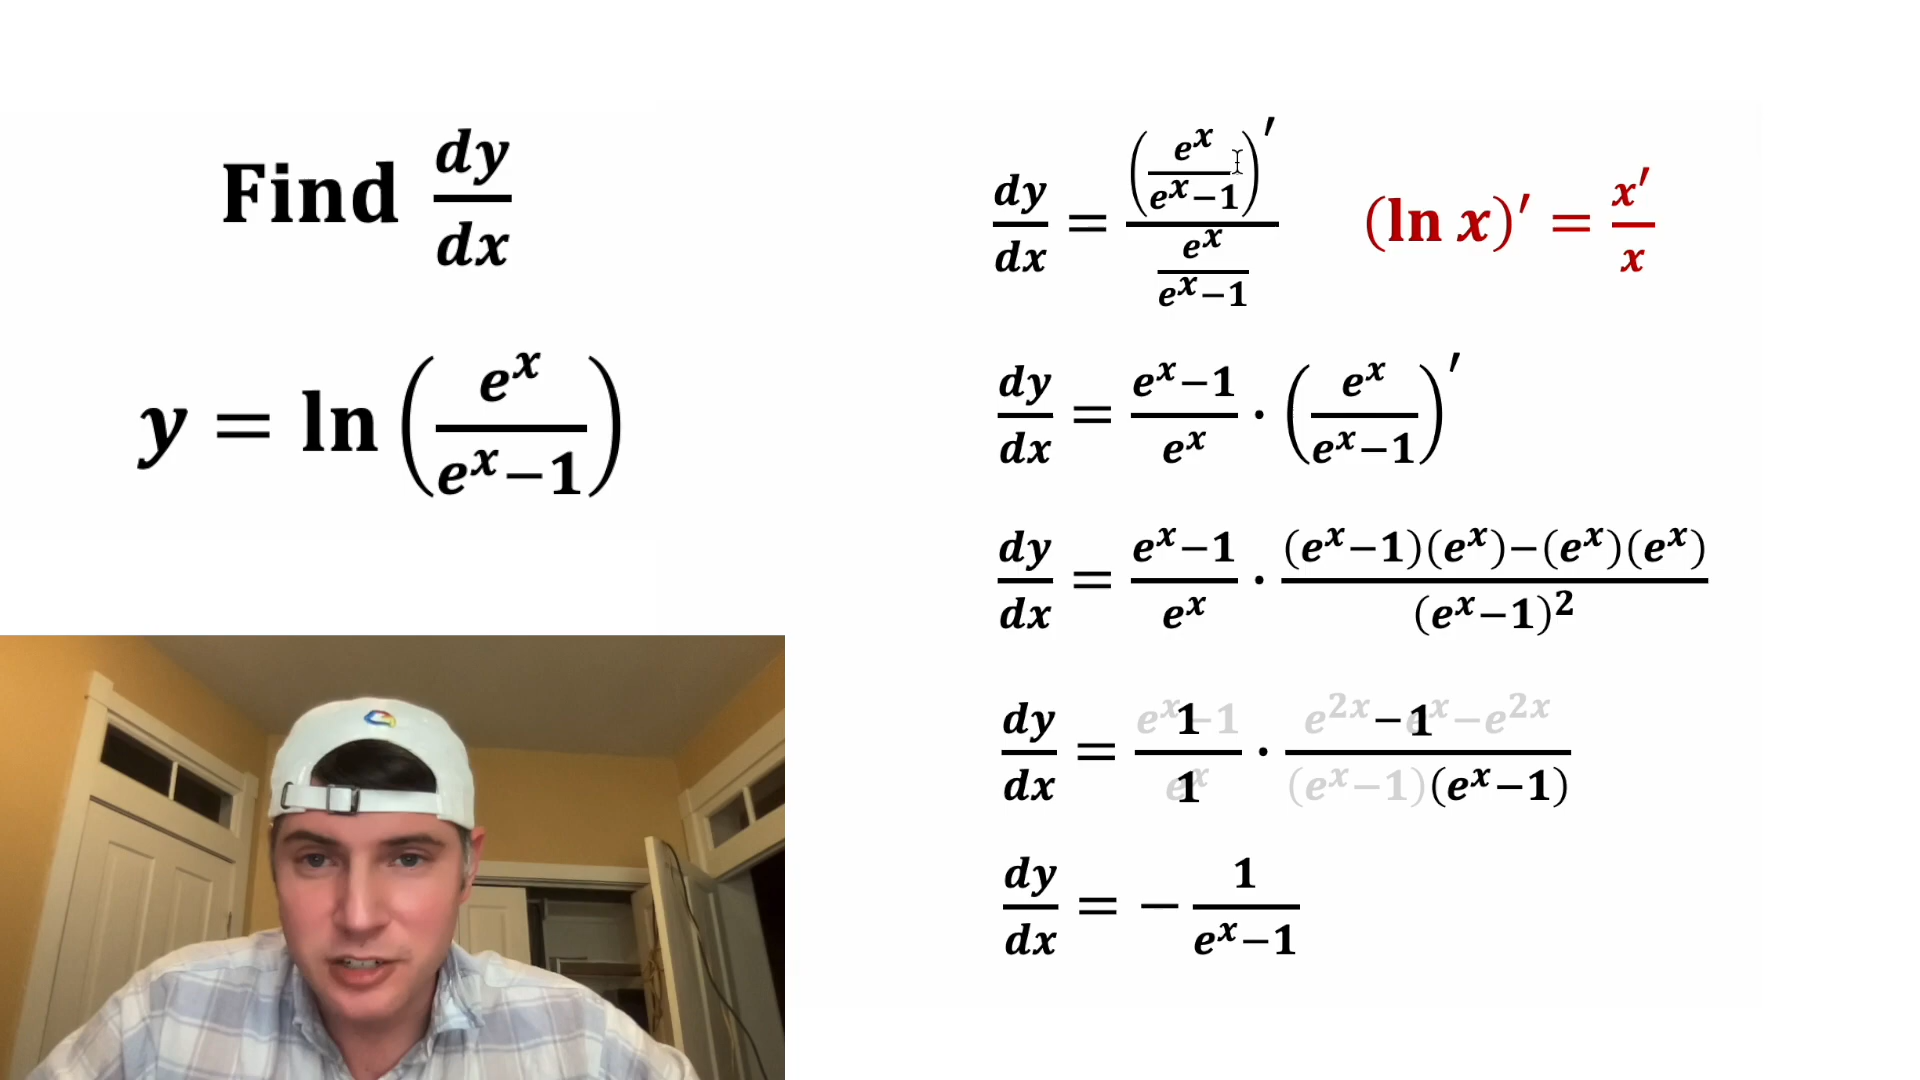 Find dy/dx
y = ln(e^x/(e^x−1))
dy/dx = (e^x/(e^x−1))′ / (e^x/(e^x−1))
(ln x)′ = x′/x
dy/dx = (e^x−1)/e^x · (e^x/(e^x−1))′
dy/dx = (e^x−1)/e^x · ((e^x−1)(e^x)−(e^x)(e^x))/(e^x−1)^2
dy/dx = 1/1 · −1/((e^x−1)(e^x−1))
dy/dx = − 1/(e^x−1)